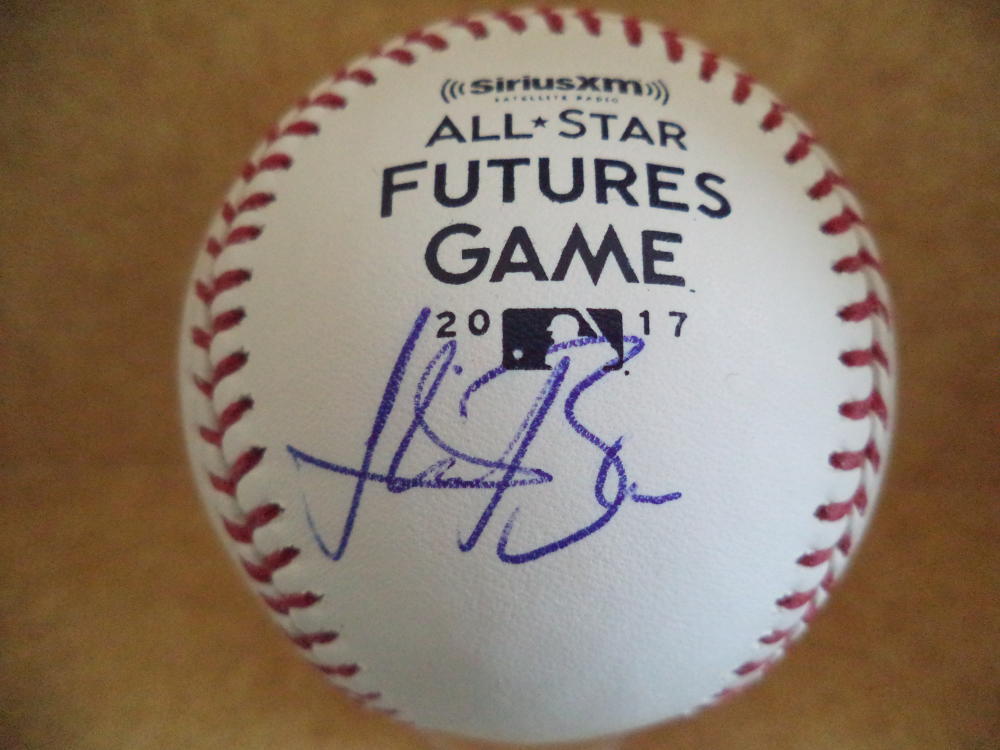 siriusxm
SATELLITE RADIO
ALL★STAR
FUTURES
GAME
20 17